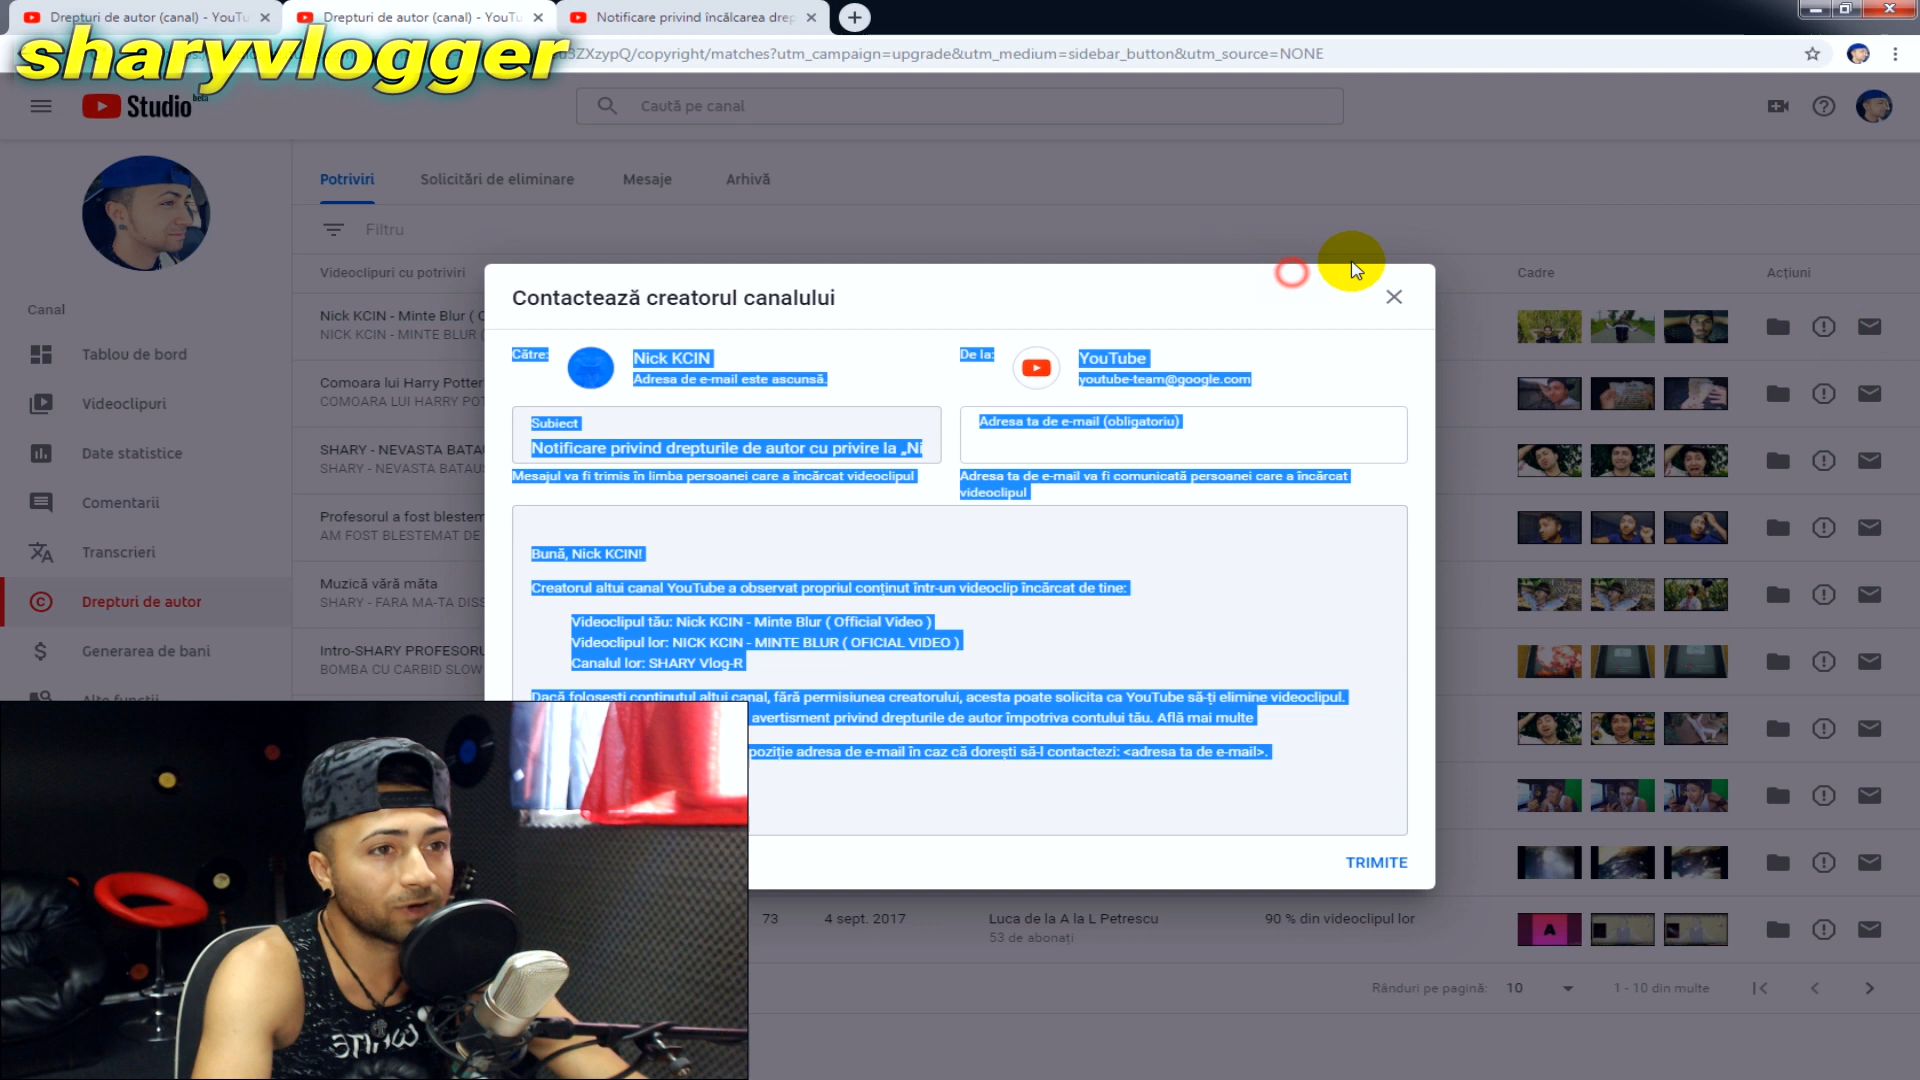 Drepturi de autor (canal) - YouTu
Drepturi de autor (canal) - YouTu
Notificare privind încălcarea drep
sharyvlogger
J3ZXzypQ/copyright/matches?utm_campaign=upgrade&utm_medium=sidebar_button&utm_source=NONE
Studio beta
Caută pe canal
Potriviri
Solicitări de eliminare
Mesaje
Arhivă
Filtru
Videoclipuri cu potriviri
Cadre
Acțiuni
Canal
Tablou de bord
Videoclipuri
Date statistice
Comentarii
Transcrieri
Drepturi de autor
Generarea de bani
Alte funcții
Nick KCIN - Minte Blur ( O
NICK KCIN - MINTE BLUR (
Comoara lui Harry Potter
COMOARA LUI HARRY POT
SHARY - NEVASTA BATAU
SHARY - NEVASTA BATAUS
Profesorul a fost blestem
AM FOST BLESTEMAT DE
Muzică vără măta
SHARY - FARA MA-TA DISS
Intro-SHARY PROFESORU
BOMBA CU CARBID SLOW
Contactează creatorul canalului
Către:
Nick KCIN
Adresa de e-mail este ascunsă.
De la:
YouTube
youtube-team@google.com
Subiect
Notificare privind drepturile de autor cu privire la „Ni
Mesajul va fi trimis în limba persoanei care a încărcat videoclipul
Adresa ta de e-mail (obligatoriu)
Adresa ta de e-mail va fi comunicată persoanei care a încărcat
videoclipul
Bună, Nick KCIN!
Creatorul altui canal YouTube a observat propriul conținut într-un videoclip încărcat de tine:
Videoclipul tău: Nick KCIN - Minte Blur ( Official Video )
Videoclipul lor: NICK KCIN - MINTE BLUR ( OFICIAL VIDEO )
Canalul lor: SHARY Vlog-R
Dacă folosești conținutul altui canal, fără permisiunea creatorului, acesta poate solicita ca YouTube să-ți elimine videoclipul.
avertisment privind drepturile de autor împotriva contului tău. Află mai multe
poziție adresa de e-mail în caz că dorești să-l contactezi: <adresa ta de e-mail>.
TRIMITE
73
4 sept. 2017
Luca de la A la L Petrescu
53 de abonați
90 % din videoclipul lor
A
Rânduri pe pagină:
10
1 - 10 din multe
WHITE